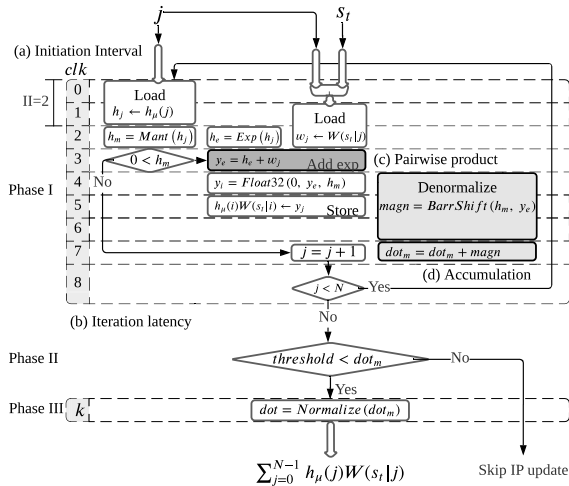 j
s_t
(a) Initiation Interval
clk
II=2
0
Load
h_j ← h_μ(j)
1
Load
w_j ← W(s_t|j)
2
h_m = Mant(h_j)
h_e = Exp(h_j)
3
0 < h_m
y_e = h_e + w_j
Add exp
(c) Pairwise product
No
Phase I
4
y_i = Float32(0, y_e, h_m)
Denormalize
magn = BarrShift(h_m, y_e)
5
h_μ(i)W(s_t|i) ← y_j
Store
6
7
j = j + 1
dot_m = dot_m + magn
(d) Accumulation
8
j < N
Yes
(b) Iteration latency
No
Phase II
threshold < dot_m
No
Yes
Phase III
k
dot = Normalize(dot_m)
∑_{j=0}^{N−1} h_μ(j)W(s_t|j)
Skip IP update